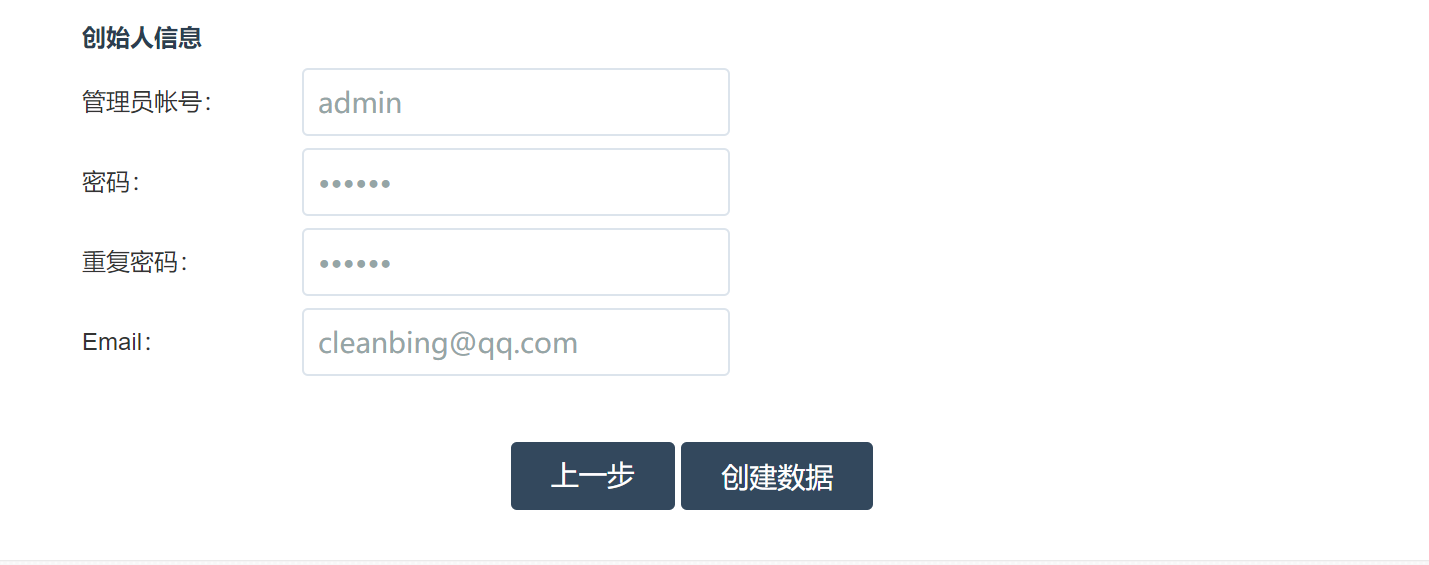 创始人信息
管理员帐号：
admin
密码：
••••••
重复密码：
••••••
Email：
cleanbing@qq.com
上一步 创建数据